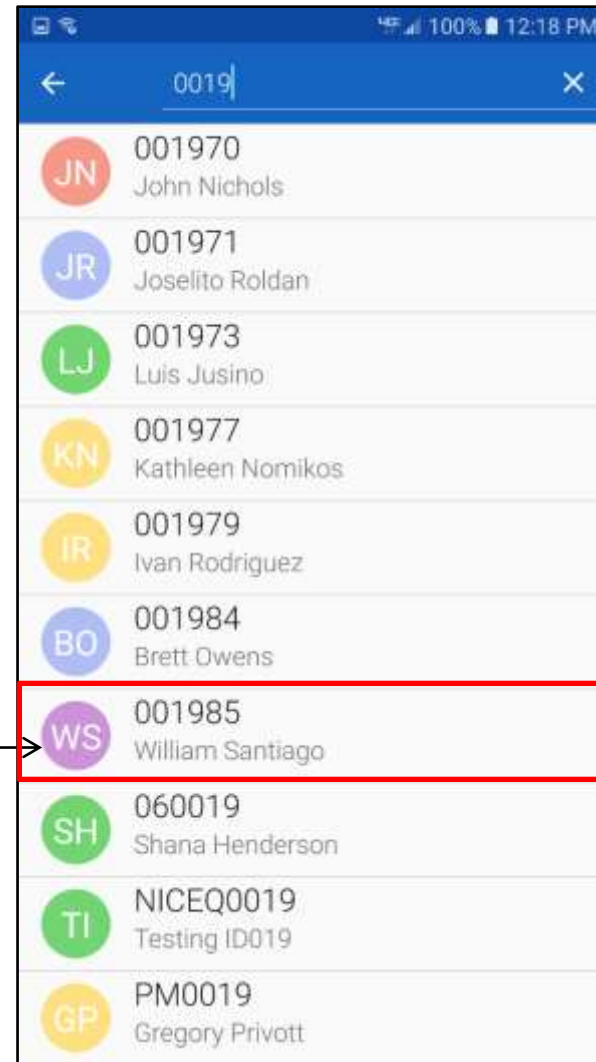 4GE 100% 12:18 PM
0019
JN
001970
John Nichols
JR
001971
Joselito Roldan
LJ
001973
Luis Jusino
KN
001977
Kathleen Nomikos
IR
001979
Ivan Rodriguez
BO
001984
Brett Owens
WS
001985
William Santiago
SH
060019
Shana Henderson
TI
NICEQ0019
Testing ID019
GP
PM0019
Gregory Privott